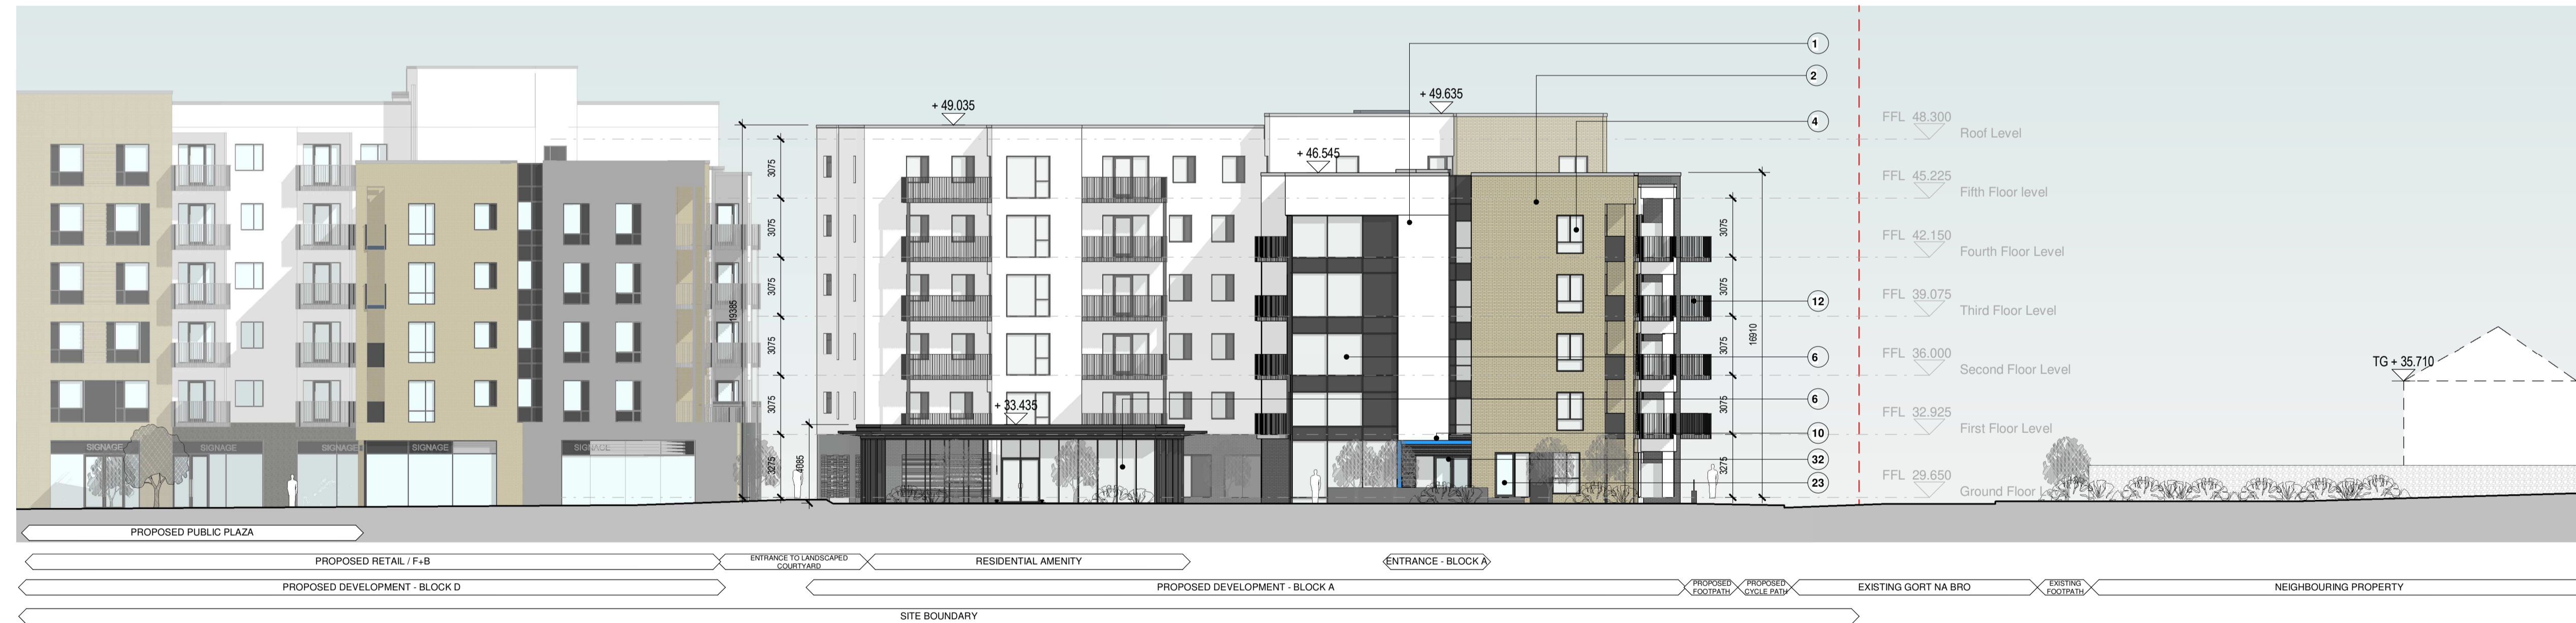 1
2
+ 49.635
+ 49.035
4
FFL 48.300
Roof Level
+ 46.545
3075
FFL 45.225
Fifth Floor level
3075
3075
FFL 42.150
Fourth Floor Level
3075
3075
FFL 39.075
Third Floor Level
12
19385
16910
3075
3075
FFL 36.000
Second Floor Level
6
TG + 35.710
3075
3075
FFL 32.925
First Floor Level
6
+ 33.435
10
SIGNAGE
SIGNAGE
SIGNAGE
SIGNAGE
SIGNAGE
3275
4085
3275
32
23
FFL 29.650
Ground Floor
PROPOSED PUBLIC PLAZA
PROPOSED RETAIL / F+B
ENTRANCE TO LANDSCAPED
COURTYARD
RESIDENTIAL AMENITY
ENTRANCE - BLOCK A
PROPOSED DEVELOPMENT - BLOCK D
PROPOSED DEVELOPMENT - BLOCK A
PROPOSED
FOOTPATH
PROPOSED
CYCLE PATH
EXISTING GORT NA BRO
EXISTING
FOOTPATH
NEIGHBOURING PROPERTY
SITE BOUNDARY